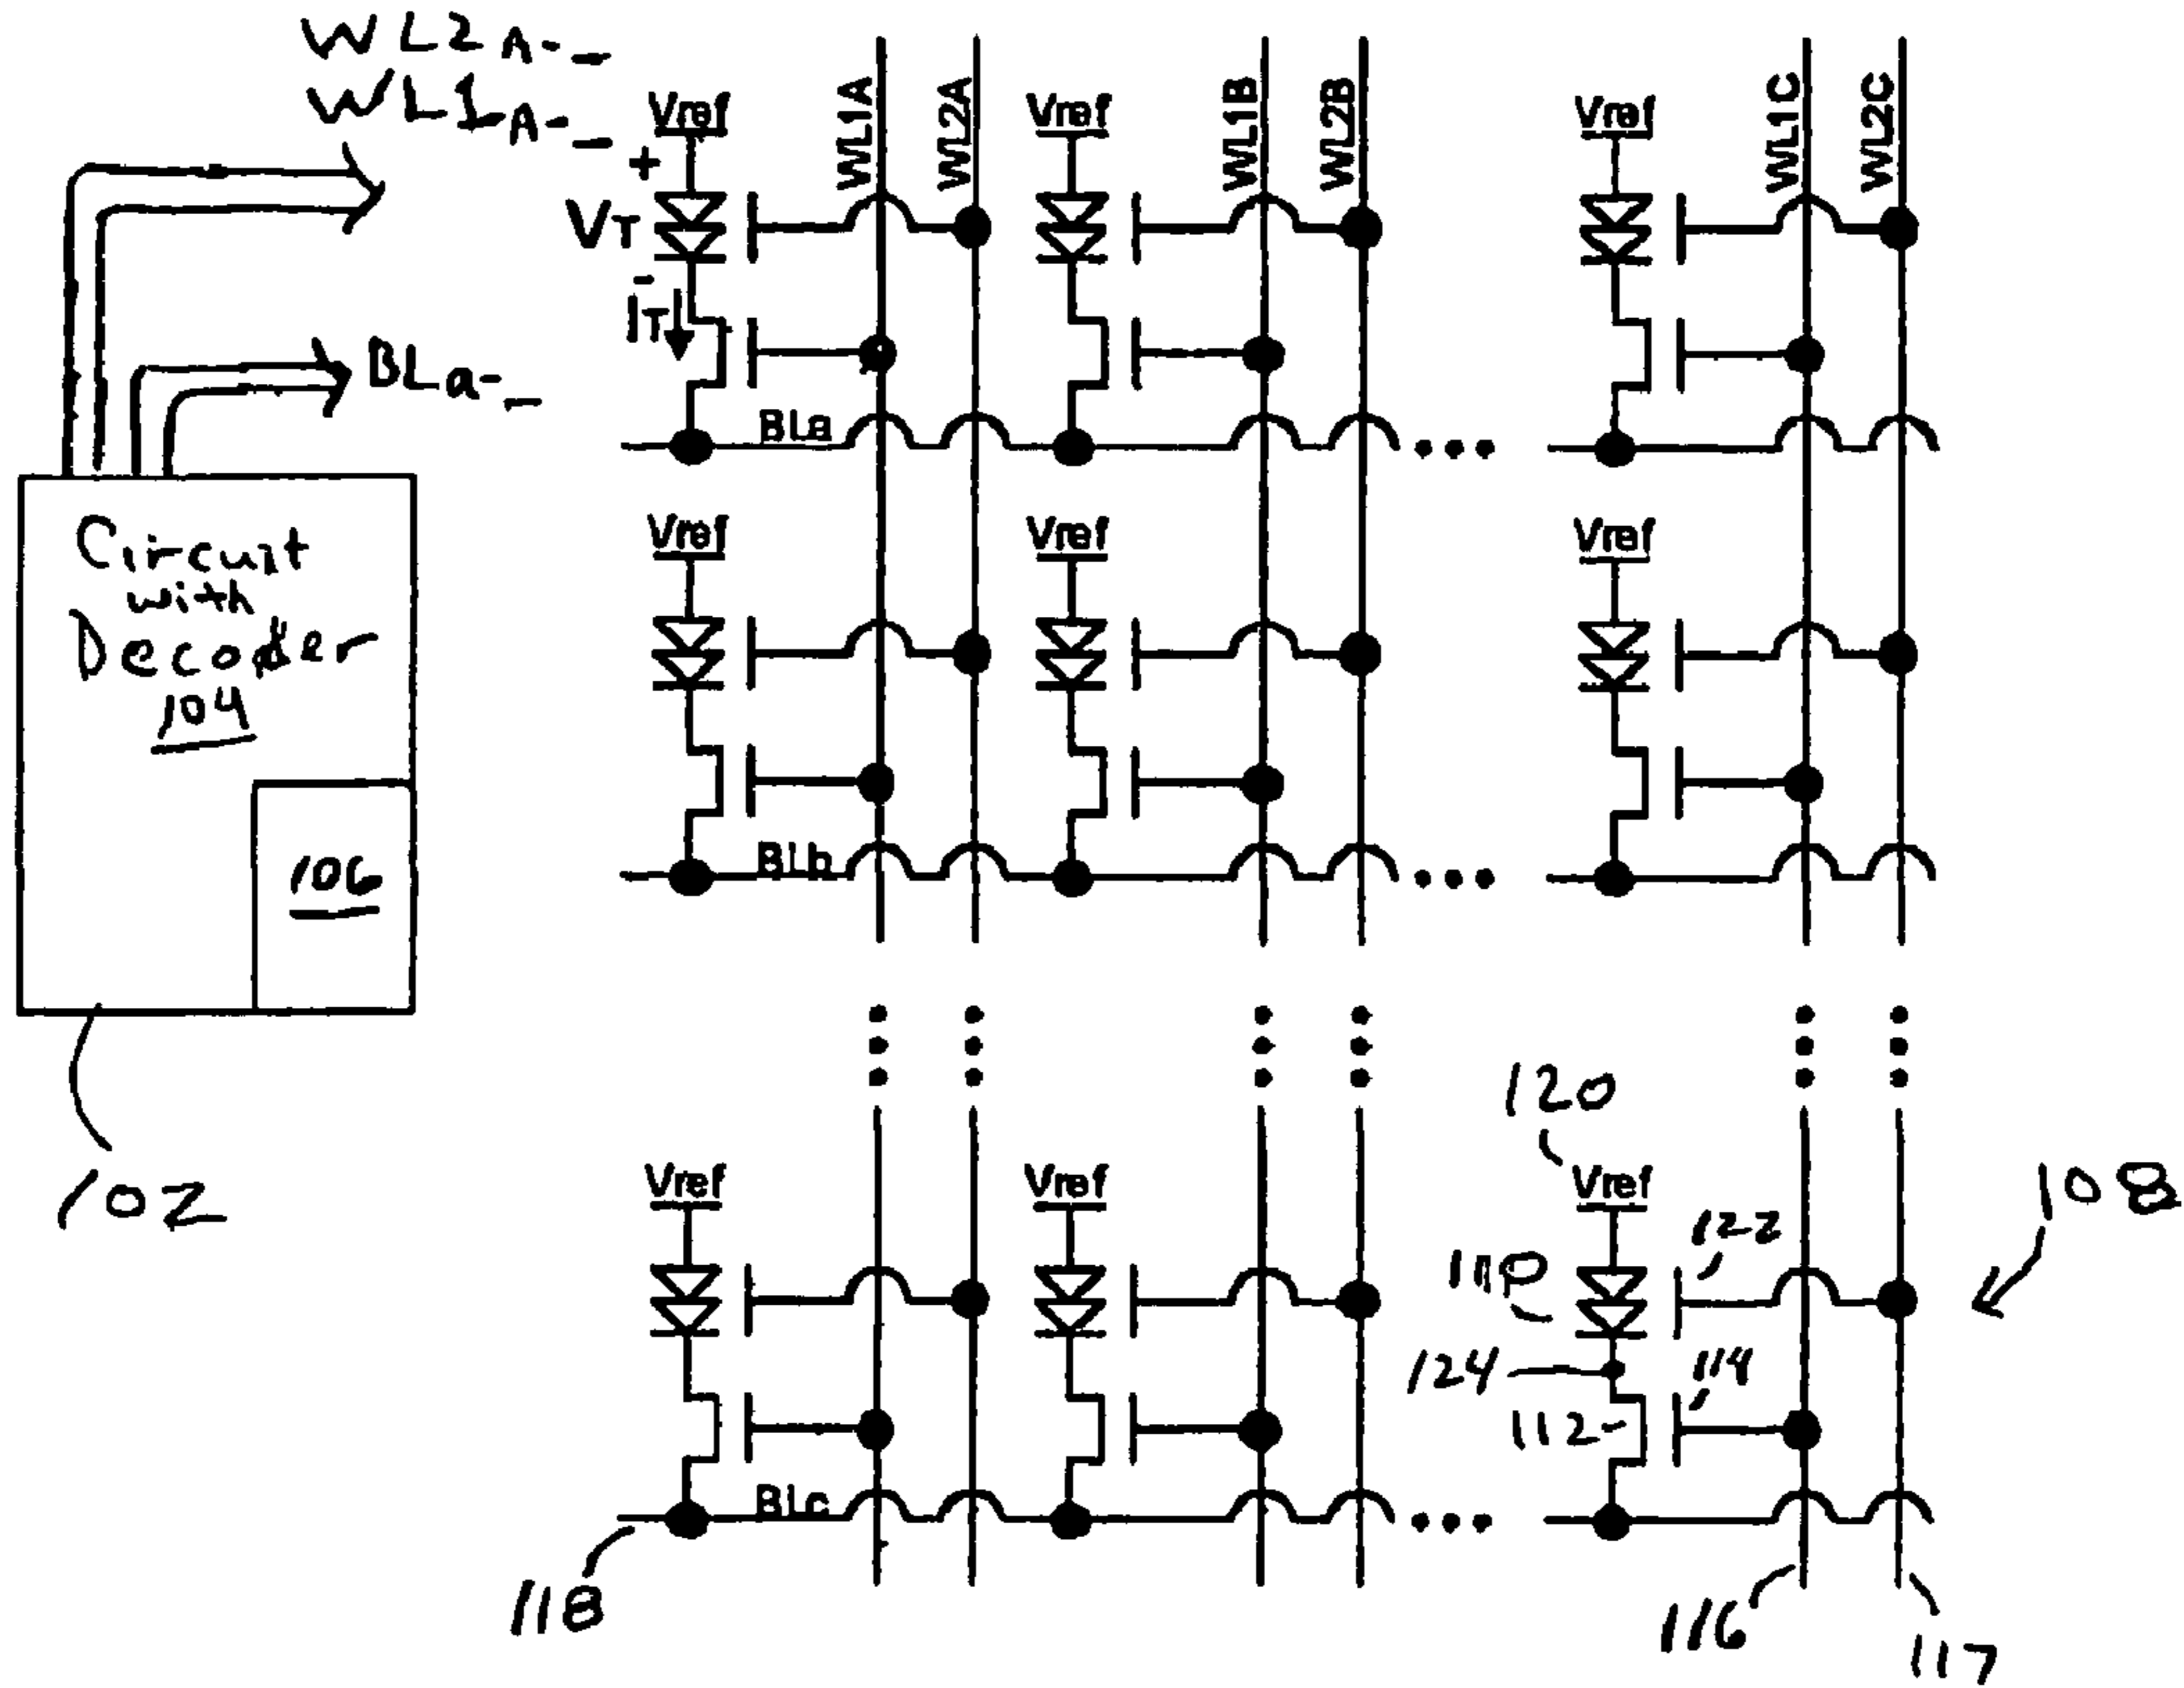 WL2A-_
WL1A-_
Vref
WL1A
WL2A
Vref
WL1B
WL2B
Vref
WL1C
WL2C
+
VT
-
IT
BLa-_
BLa
Circuit
with
Decoder
104
106
102
Vref
Vref
Vref
BLb
120
Vref
Vref
Vref
108
122
110
124
114
112
BLc
118
116
117